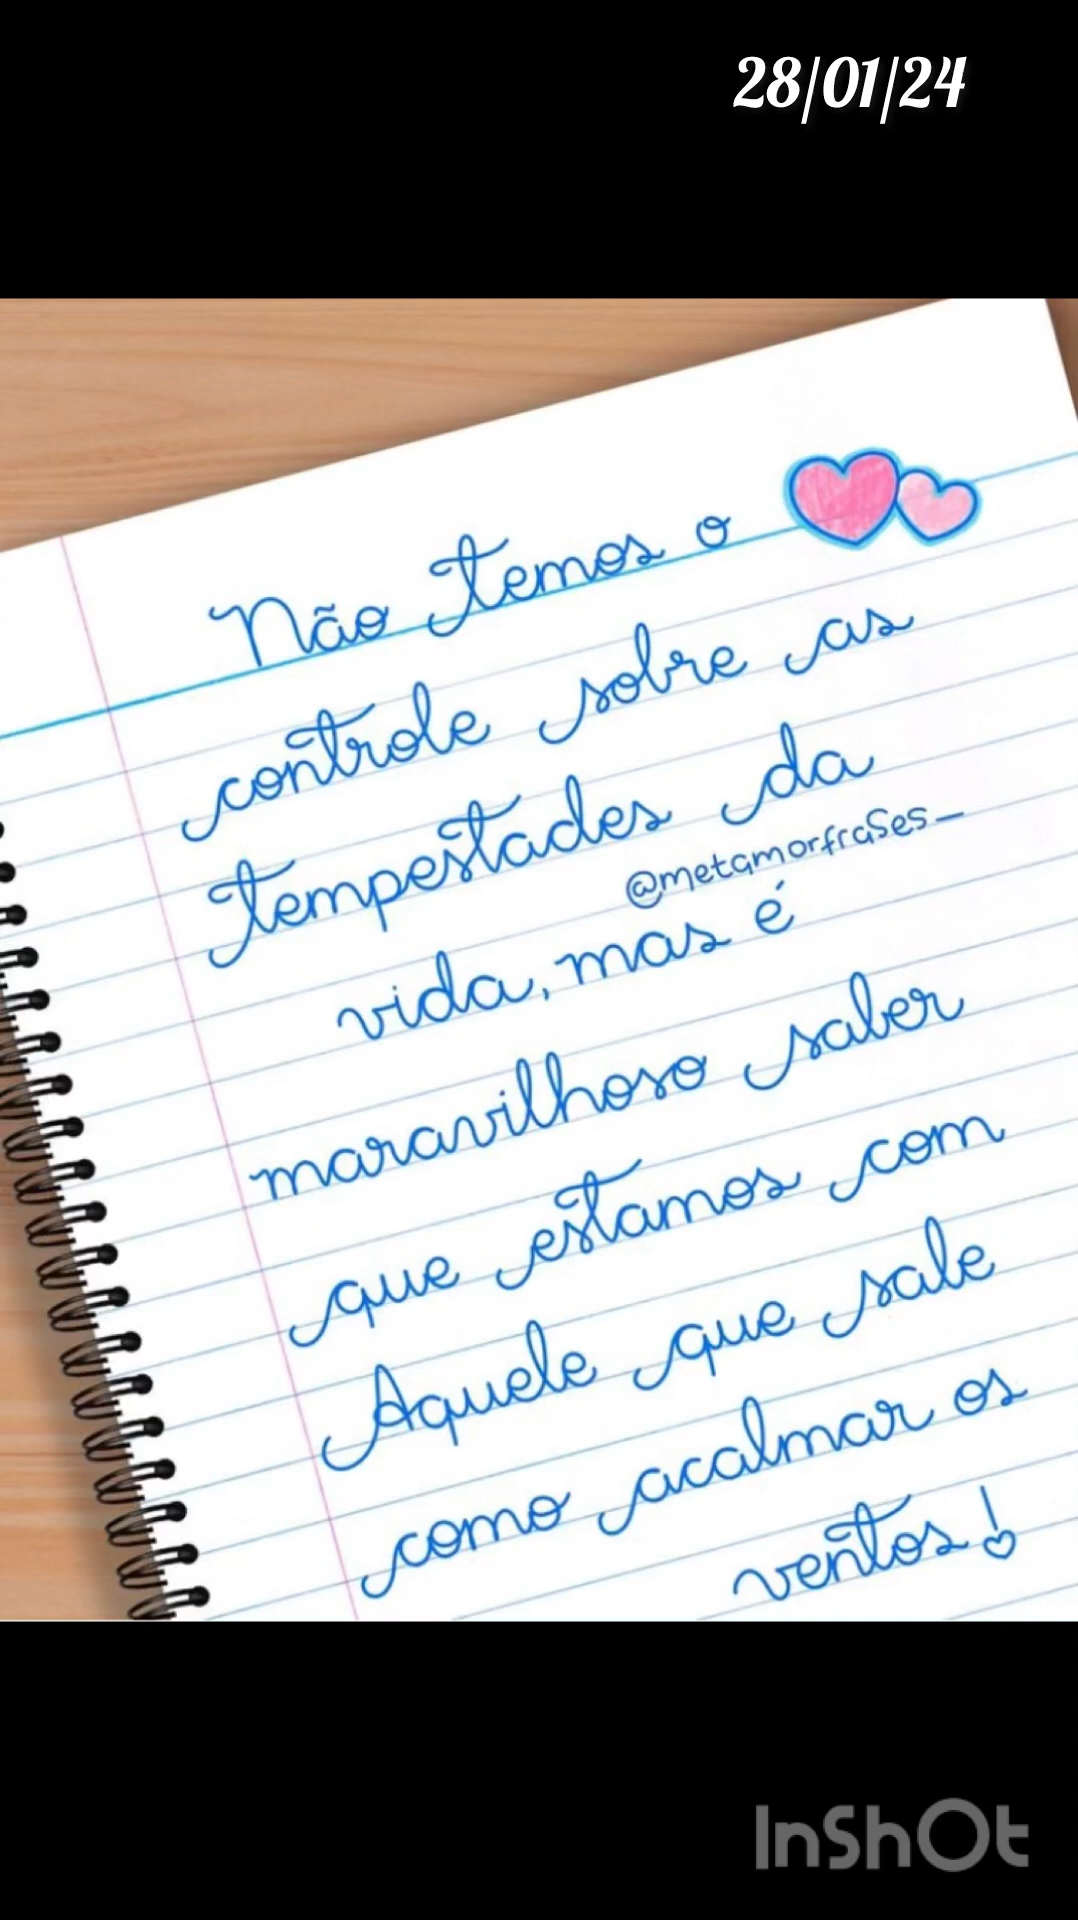 28/01/24
Não temos o
controle sobre as
tempestades da
@metamorfrases_
vida, mas é
maravilhoso saber
que estamos com
Aquele que sabe
como acalmar os
ventos!
InShOt